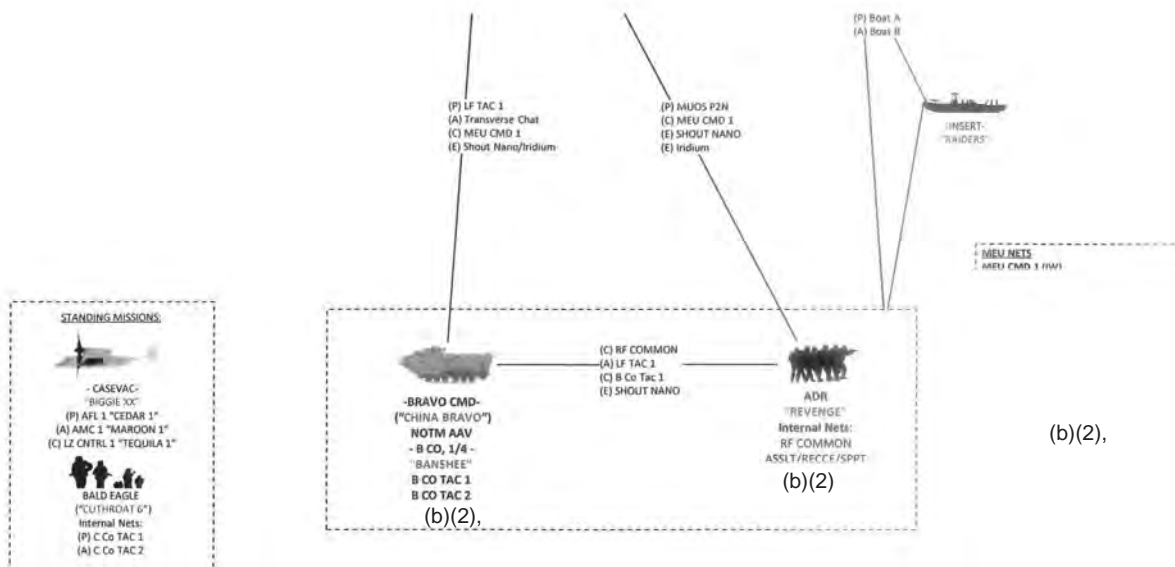 (P) Boat A
(A) Boat B
(P) LF TAC 1
(A) Transverse Chat
(C) MEU CMD 1
(E) Shout Nano/Iridium
(P) MUOS P2N
(C) MEU CMD 1
(E) SHOUT NANO
(E) Iridium
-INSERT-
"RAIDERS"
MEU NETS
MEU CMD 1 (IW)
STANDING MISSIONS:
- CASEVAC-
"BIGGIE XX"
(P) AFL 1 "CEDAR 1"
(A) AMC 1 "MAROON 1"
(C) LZ CNTRL 1 "TEQUILA 1"
BALD EAGLE
("CUTHROAT 6")
Internal Nets:
(P) C Co TAC 1
(A) C Co TAC 2
(C) RF COMMON
(A) LF TAC 1
(C) B Co Tac 1
(E) SHOUT NANO
-BRAVO CMD-
("CHINA BRAVO")
NOTM AAV
- B CO, 1/4 -
"BANSHEE"
B CO TAC 1
B CO TAC 2
(b)(2),
ADR
"REVENGE"
Internal Nets:
RF COMMON
ASSLT/RECCE/SPPT
(b)(2)
(b)(2),